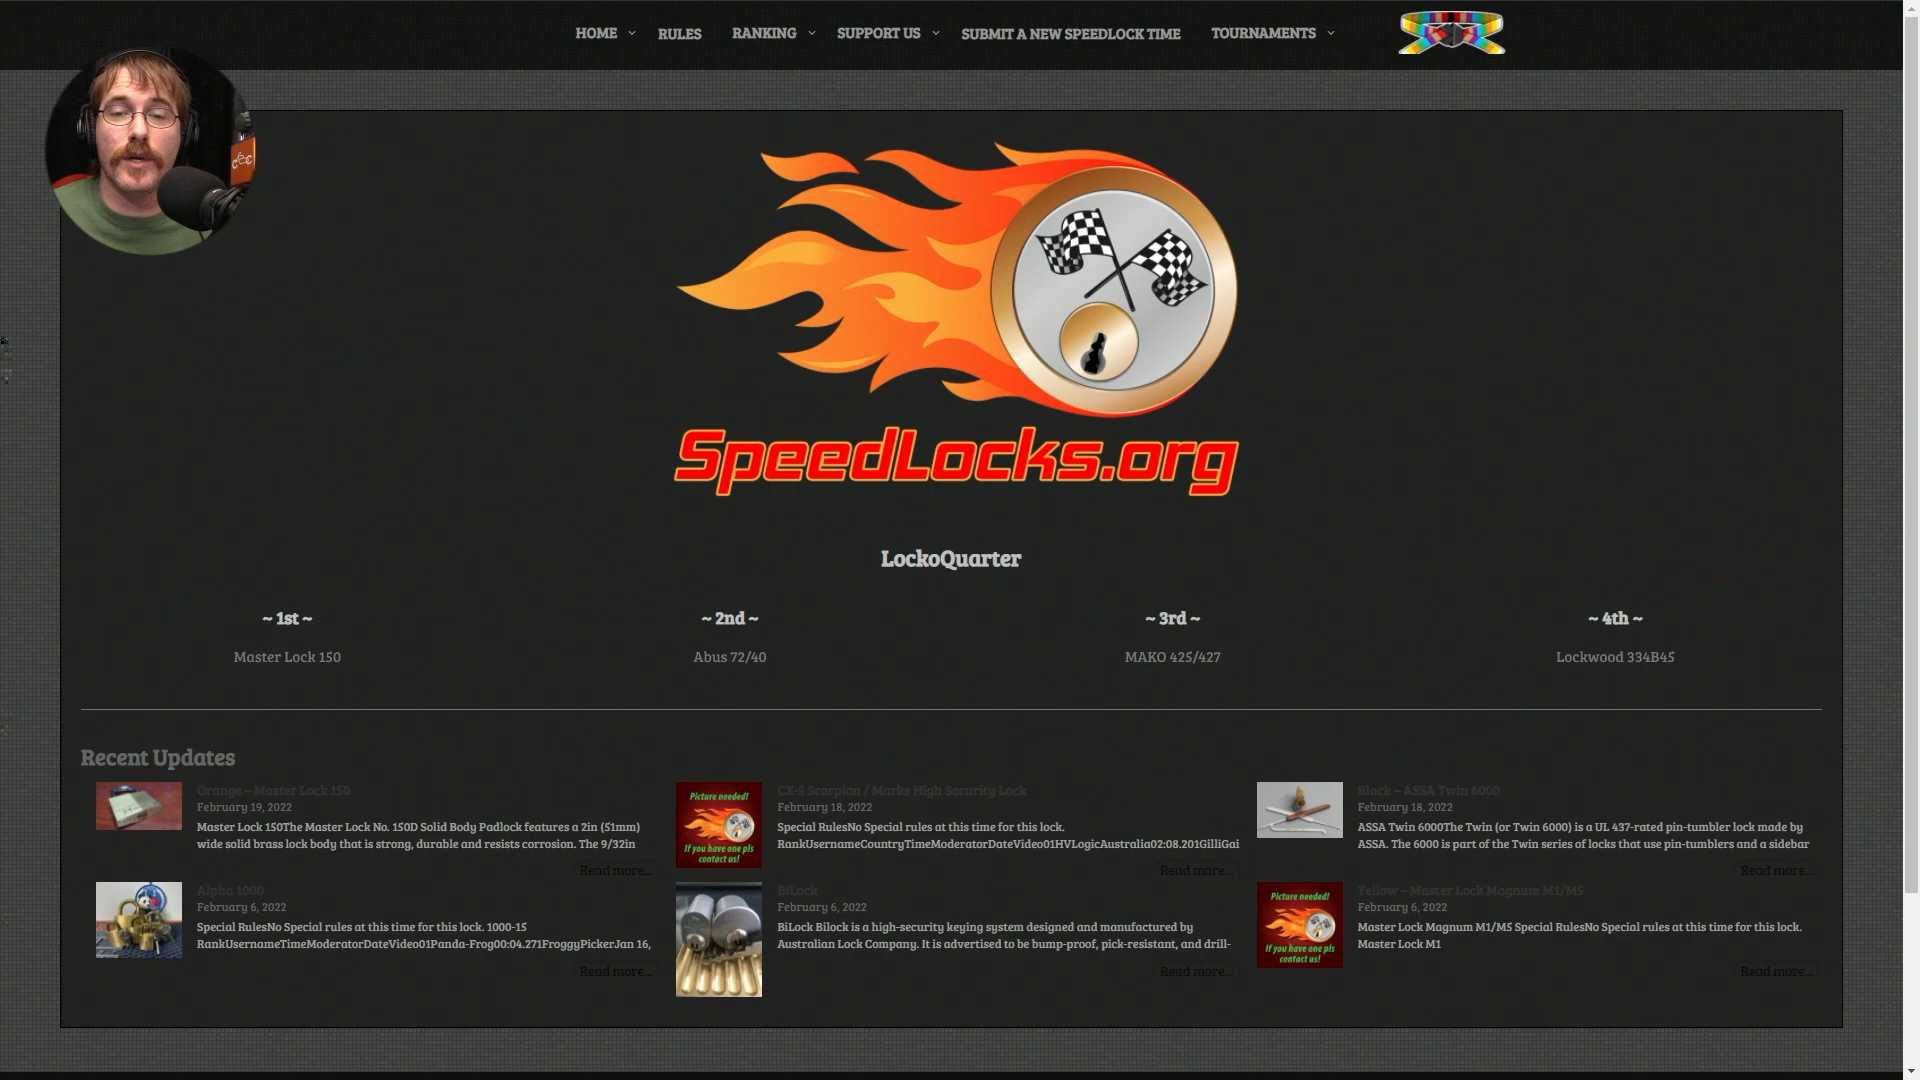 HOME RULES RANKING SUPPORT US SUBMIT A NEW SPEEDLOCK TIME TOURNAMENTS
CÉC
SpeedLocks.org
LockoQuarter
~ 1st ~ ~ 2nd ~ ~ 3rd ~ ~ 4th ~
Master Lock 150 Abus 72/40 MAKO 425/427 Lockwood 334B45
Recent Updates
Orange – Master Lock 150
February 19, 2022
Master Lock 150The Master Lock No. 150D Solid Body Padlock features a 2in (51mm)
wide solid brass lock body that is strong, durable and resists corrosion. The 9/32in
Read more...
Picture needed!
If you have one pls
contact us!
CX-5 Scorpion / Marks High Security Lock
February 18, 2022
Special RulesNo Special rules at this time for this lock.
RankUsernameCountryTimeModeratorDateVideo01HVLogicAustralia02:08.201GilliGai
Read more...
Black – ASSA Twin 6000
February 18, 2022
ASSA Twin 6000The Twin (or Twin 6000) is a UL 437-rated pin-tumbler lock made by
ASSA. The 6000 is part of the Twin series of locks that use pin-tumblers and a sidebar
Read more...
Alpha 1000
February 6, 2022
Special RulesNo Special rules at this time for this lock. 1000-15
RankUsernameTimeModeratorDateVideo01Panda-Frog00:04.271FroggyPickerJan 16,
Read more...
BiLock
February 6, 2022
BiLock Bilock is a high-security keying system designed and manufactured by
Australian Lock Company. It is advertised to be bump-proof, pick-resistant, and drill-
Read more...
Picture needed!
If you have one pls
contact us!
Yellow – Master Lock Magnum M1/M5
February 6, 2022
Master Lock Magnum M1/M5 Special RulesNo Special rules at this time for this lock.
Master Lock M1
Read more...